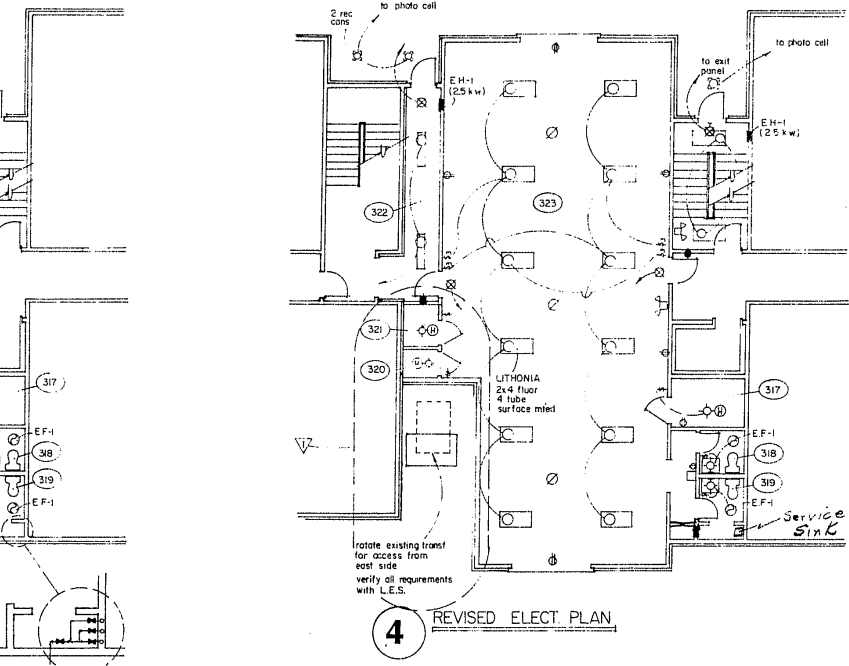 2 rec
cans
to photo cell
to exit
panel
to photo cell
EH-1
(2.5 kw)
EH-1
(2.5 kw)
322
323
321
320
LITHONIA
2x4 fluor
4 tube
surface mted
317
317
E.F-1
318
319
E.F-1
E.F-1
318
319
E.F-1
Service
Sink
rotate existing transf
for access from
east side
verify all requirements
with L.E.S.
4
REVISED ELECT. PLAN